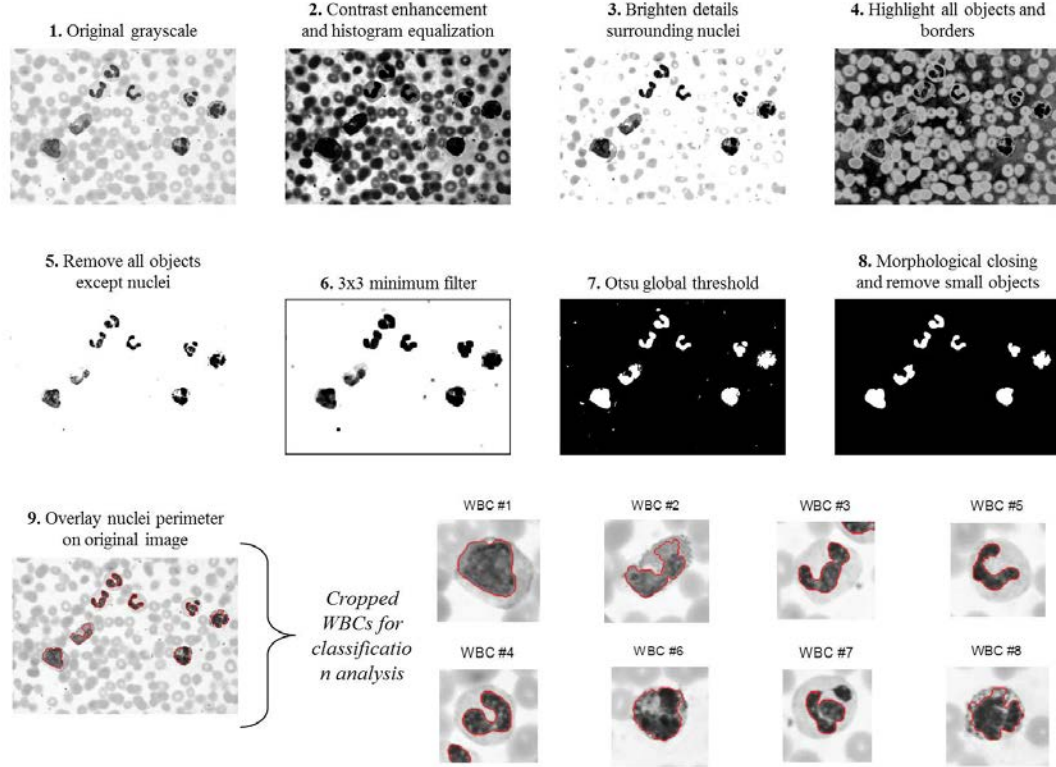 1. Original grayscale
2. Contrast enhancement
and histogram equalization
3. Brighten details
surrounding nuclei
4. Highlight all objects and
borders
5. Remove all objects
except nuclei
6. 3x3 minimum filter
7. Otsu global threshold
8. Morphological closing
and remove small objects
9. Overlay nuclei perimeter
on original image
Cropped
WBCs for
classificatio
n analysis
WBC #1
WBC #2
WBC #3
WBC #5
WBC #4
WBC #6
WBC #7
WBC #8